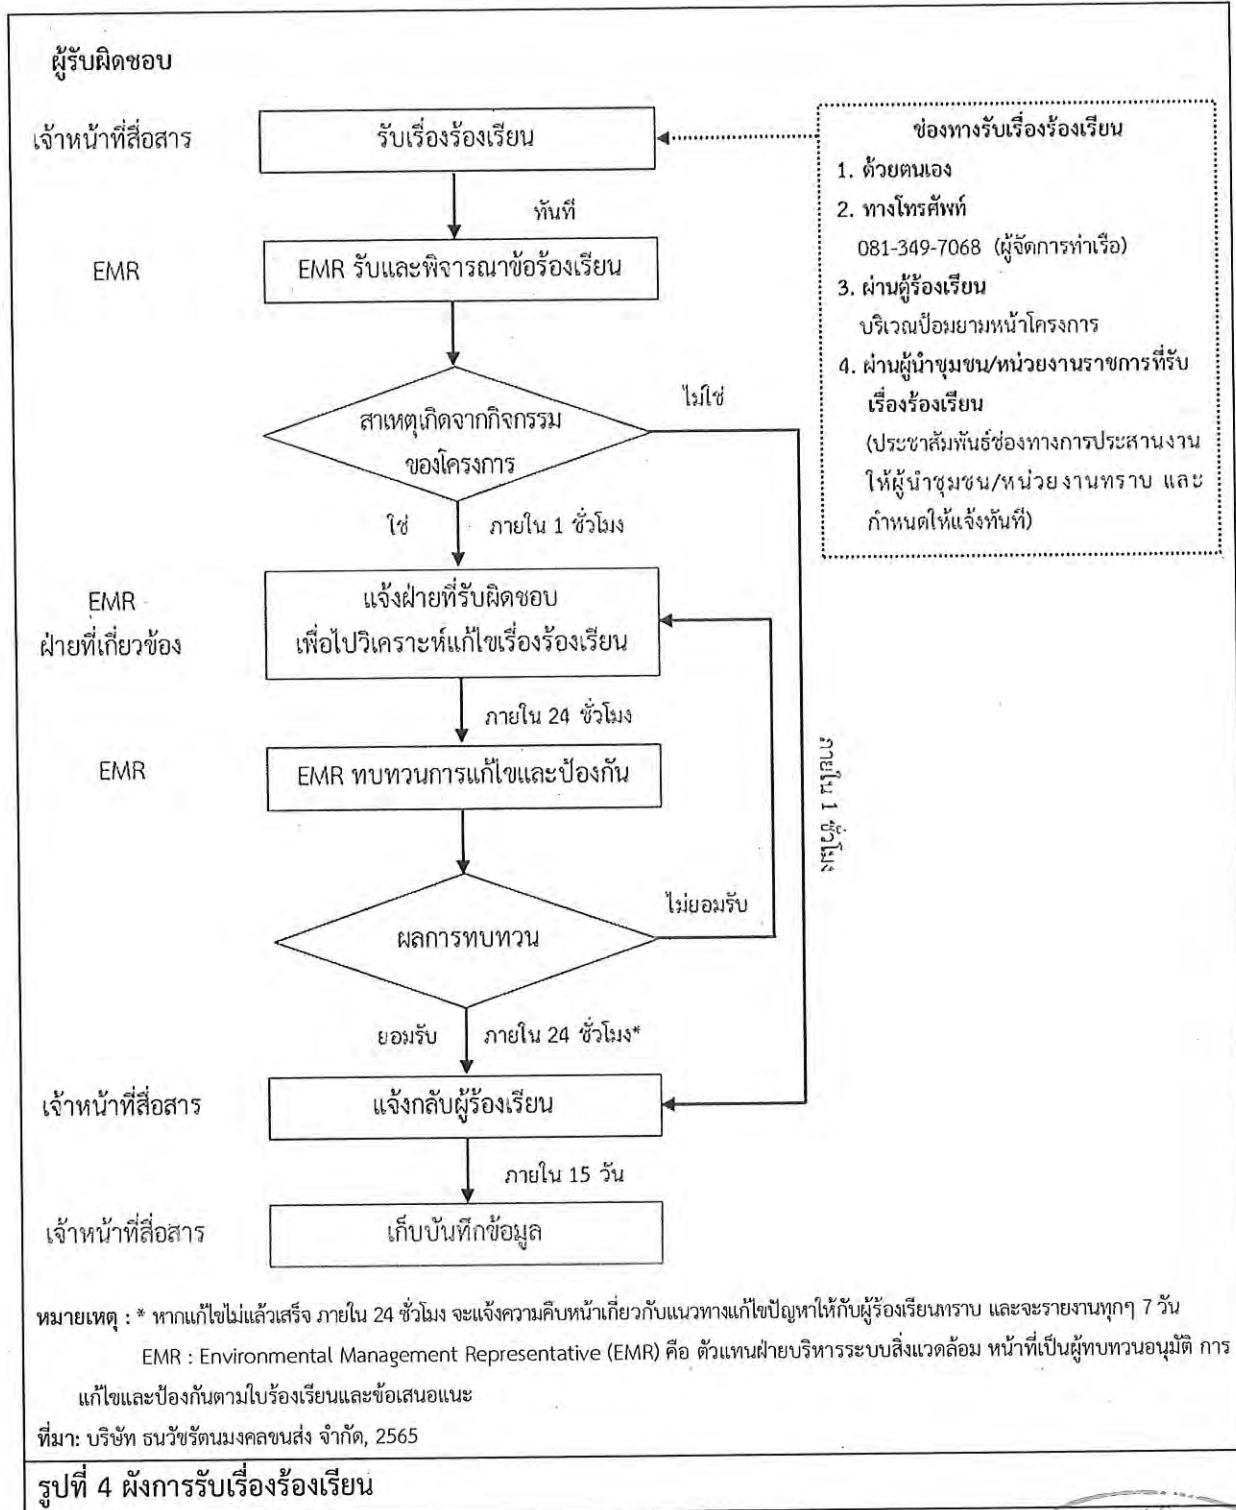 ผู้รับผิดชอบ
เจ้าหน้าที่สื่อสาร
รับเรื่องร้องเรียน
ช่องทางรับเรื่องร้องเรียน
1. ด้วยตนเอง
2. ทางโทรศัพท์
081-349-7068 (ผู้จัดการท่าเรือ)
3. ผ่านตู้ร้องเรียน
บริเวณป้อมยามหน้าโครงการ
4. ผ่านผู้นำชุมชน/หน่วยงานราชการที่รับ
เรื่องร้องเรียน
(ประชาสัมพันธ์ช่องทางการประสานงาน
ให้ผู้นำชุมชน/หน่วยงานทราบ และ
กำหนดให้แจ้งทันที)
ทันที
EMR
EMR รับและพิจารณาข้อร้องเรียน
สาเหตุเกิดจากกิจกรรม
ของโครงการ
ไม่ใช่
ใช่
ภายใน 1 ชั่วโมง
EMR
ฝ่ายที่เกี่ยวข้อง
แจ้งฝ่ายที่รับผิดชอบ
เพื่อไปวิเคราะห์แก้ไขเรื่องร้องเรียน
ภายใน 24 ชั่วโมง
ภายใน 1 ชั่วโมง
EMR
EMR ทบทวนการแก้ไขและป้องกัน
ผลการทบทวน
ไม่ยอมรับ
ยอมรับ
ภายใน 24 ชั่วโมง*
เจ้าหน้าที่สื่อสาร
แจ้งกลับผู้ร้องเรียน
ภายใน 15 วัน
เจ้าหน้าที่สื่อสาร
เก็บบันทึกข้อมูล
หมายเหตุ : * หากแก้ไขไม่แล้วเสร็จ ภายใน 24 ชั่วโมง จะแจ้งความคืบหน้าเกี่ยวกับแนวทางแก้ไขปัญหาให้กับผู้ร้องเรียนทราบ และจะรายงานทุกๆ 7 วัน
EMR : Environmental Management Representative (EMR) คือ ตัวแทนฝ่ายบริหารระบบสิ่งแวดล้อม หน้าที่เป็นผู้ทบทวนอนุมัติ การ
แก้ไขและป้องกันตามใบร้องเรียนและข้อเสนอแนะ
ที่มา: บริษัท ธนวัชรัตนมงคลขนส่ง จำกัด, 2565
รูปที่ 4 ผังการรับเรื่องร้องเรียน